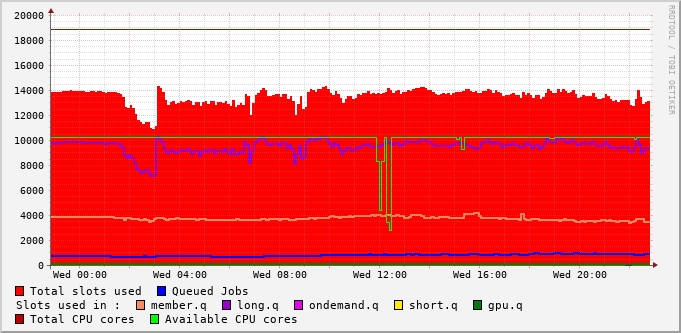 20000
18000
16000
14000
12000
10000
8000
6000
4000
2000
0
Wed 00:00 Wed 04:00 Wed 08:00 Wed 12:00 Wed 16:00 Wed 20:00
Total slots used Queued Jobs
Slots used in : member.q long.q ondemand.q short.q gpu.q
Total CPU cores Available CPU cores
RRDTOOL / TOBI OETIKER